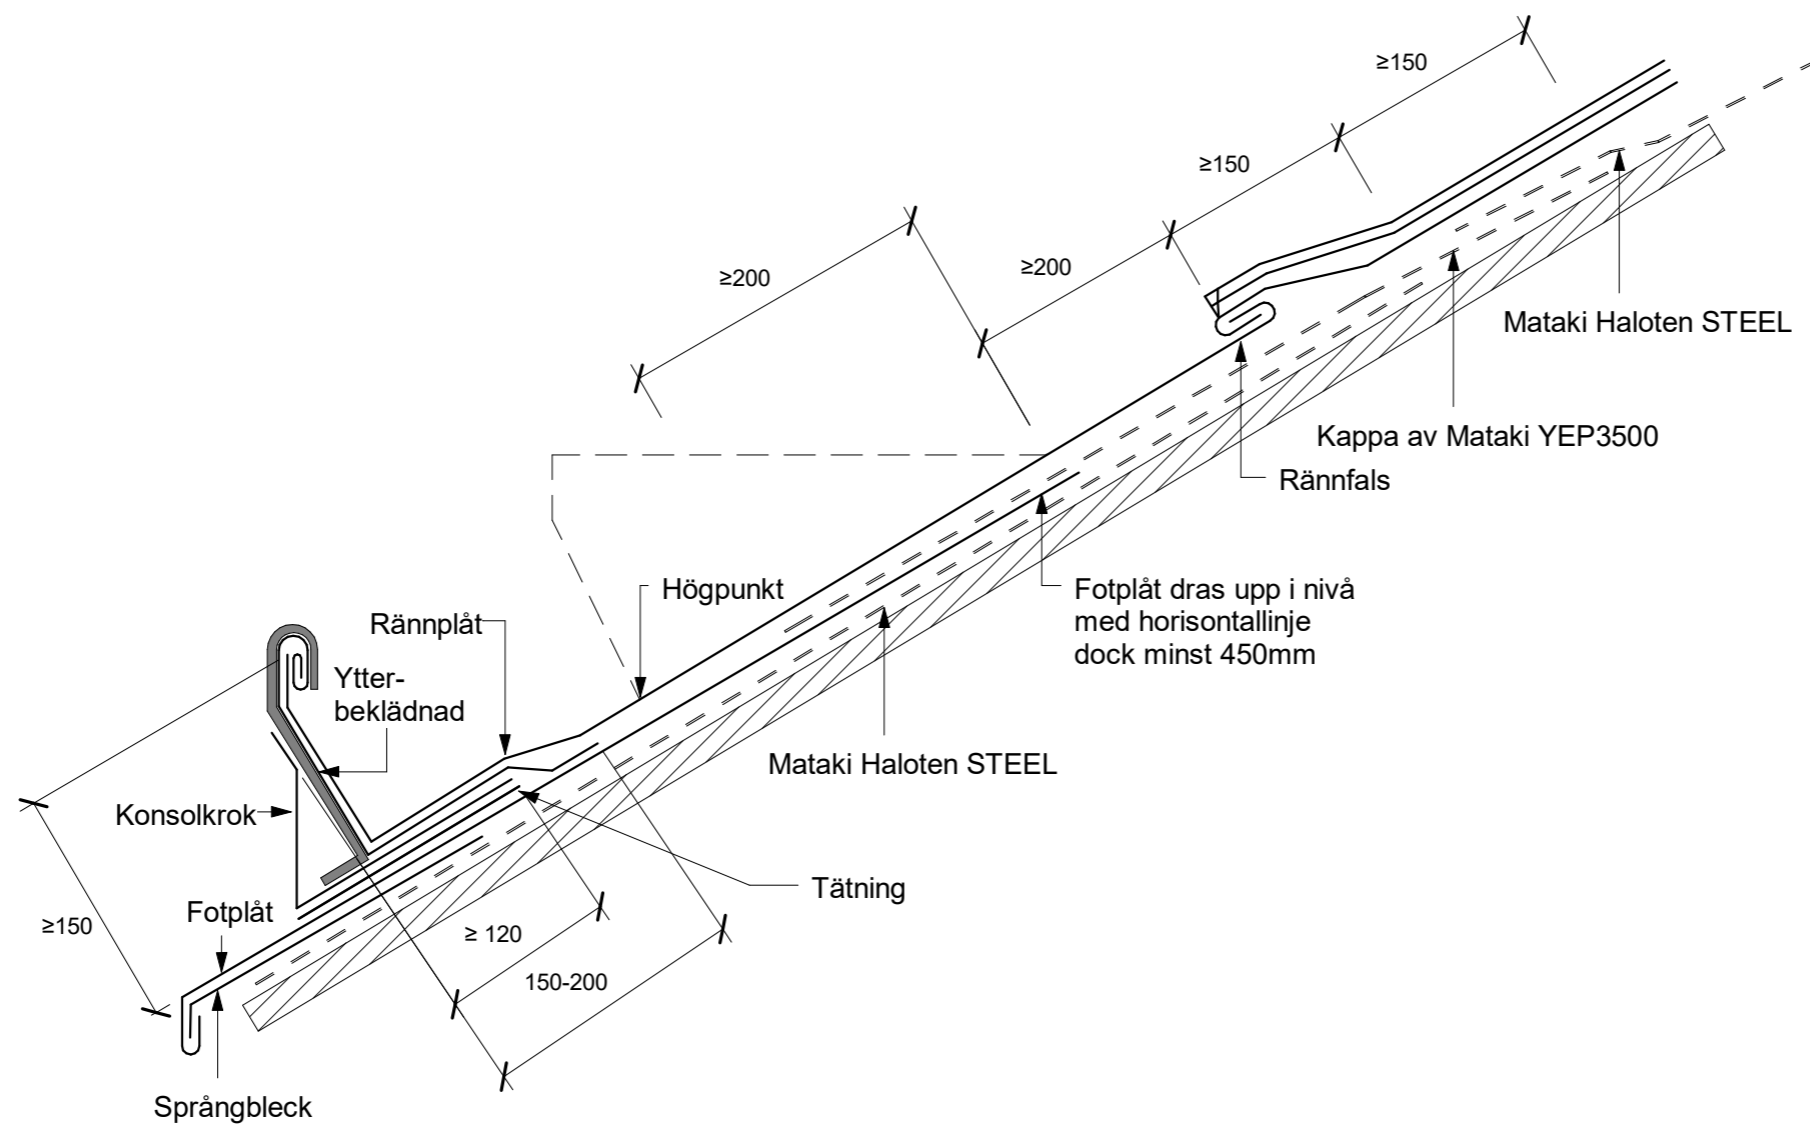 ≥150
≥150
≥200
≥200
Mataki Haloten STEEL
Kappa av Mataki YEP3500
Rännfals
Högpunkt
Fotplåt dras upp i nivå
med horisontallinje
dock minst 450mm
Rännplåt
Ytter-
beklädnad
Mataki Haloten STEEL
Konsolkrok
Tätning
Fotplåt
≥150
≥ 120
150-200
Språngbleck